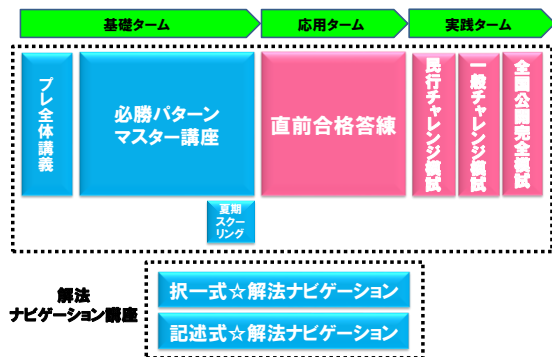 基礎ターム
応用ターム
実践ターム
プレ全体講義
必勝パターン
マスター講座
直前合格答練
民行チャレンジ模試
一般チャレンジ模試
全国公開完全模試
夏期
スクー
リング
解法
ナビゲーション講座
択一式☆解法ナビゲーション
記述式☆解法ナビゲーション